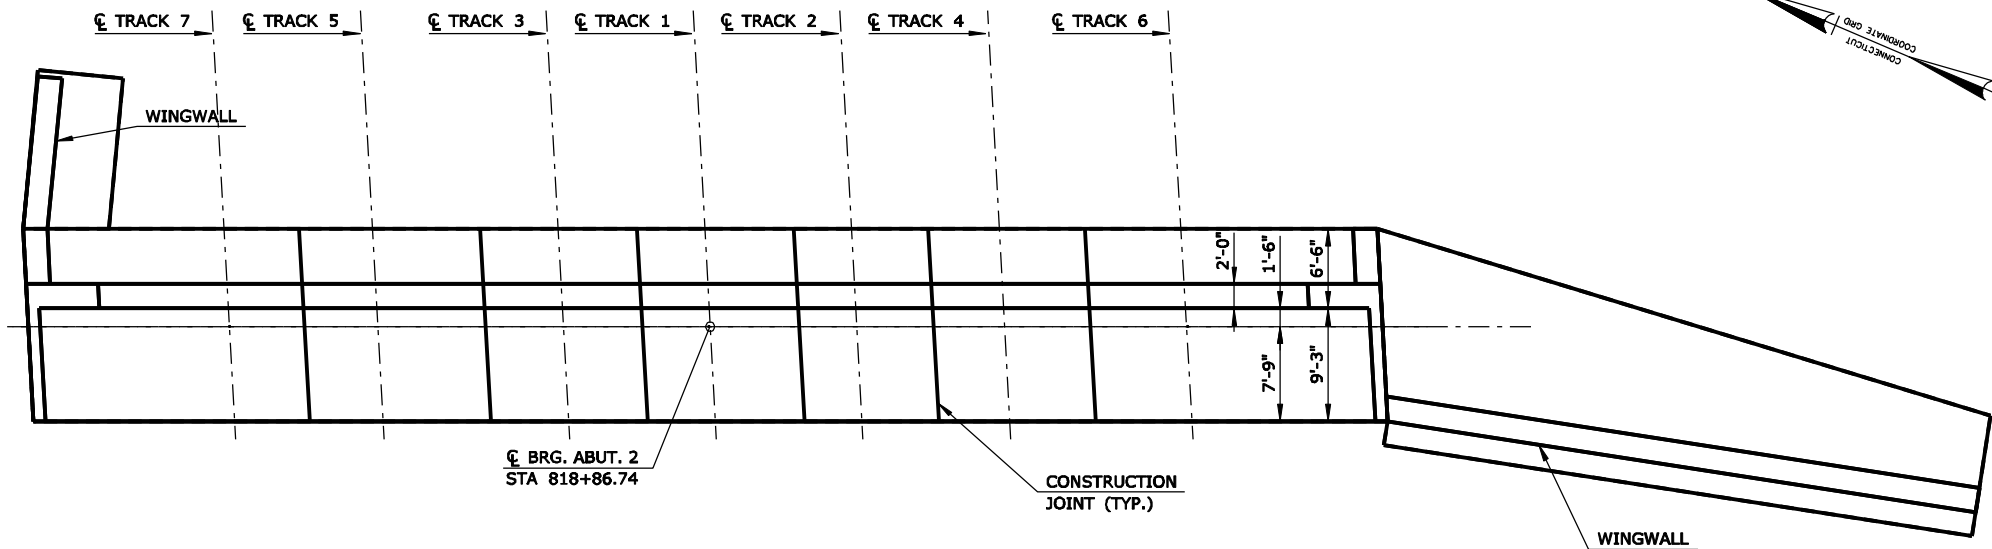 ℄ TRACK 7
℄ TRACK 5
℄ TRACK 3
℄ TRACK 1
℄ TRACK 2
℄ TRACK 4
℄ TRACK 6
CONNECTICUT
COORDINATE GRID
WINGWALL
2'-0"
1'-6"
6'-6"
7'-9"
9'-3"
℄ BRG. ABUT. 2
STA 818+86.74
CONSTRUCTION
JOINT (TYP.)
WINGWALL